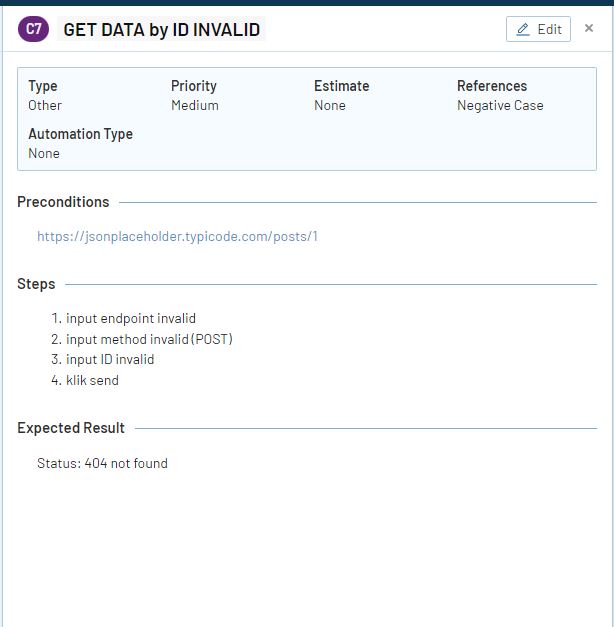 C7 GET DATA by ID INVALID Edit ×
Type Priority Estimate References
Other Medium None Negative Case
Automation Type
None
Preconditions
https://jsonplaceholder.typicode.com/posts/1
Steps
1. input endpoint invalid
2. input method invalid (POST)
3. input ID invalid
4. klik send
Expected Result
Status: 404 not found